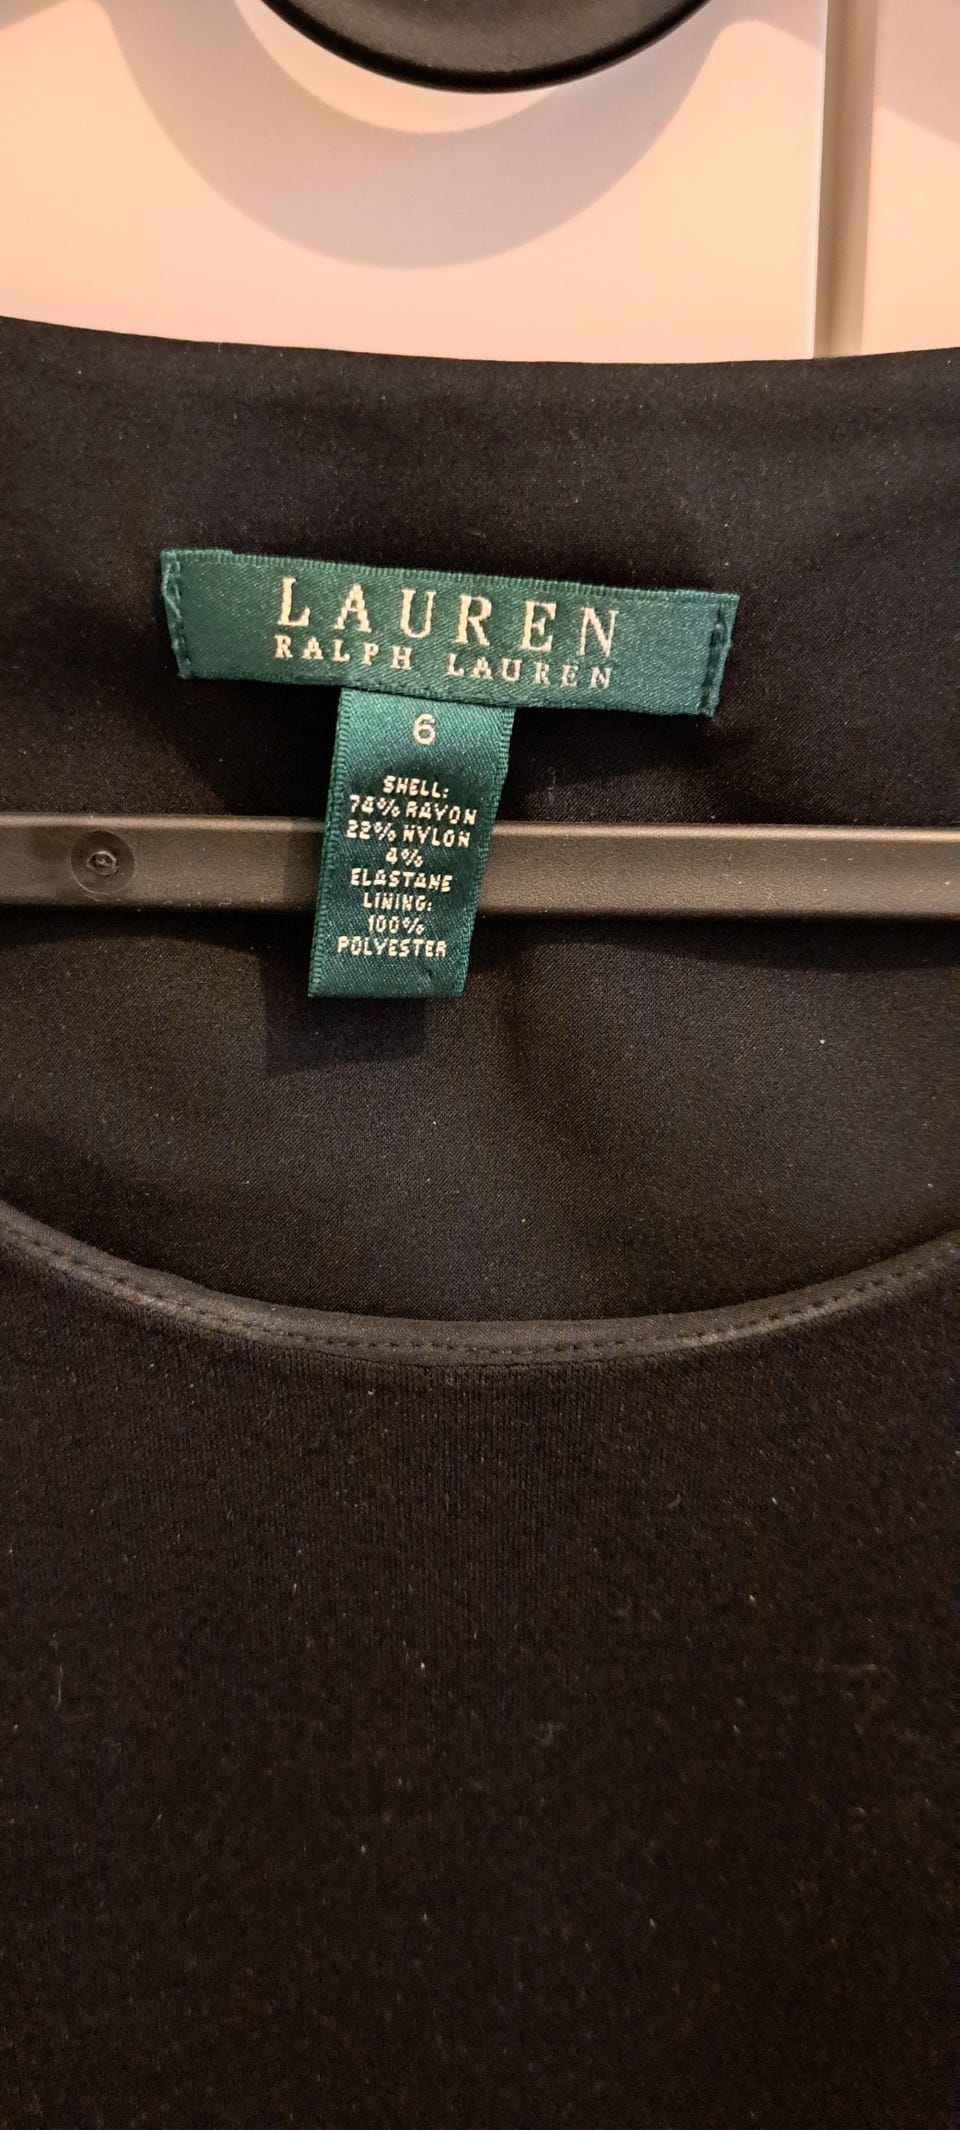 LAUREN
RALPH LAUREN
6
SHELL:
74% RAYON
22% NYLON
4%
ELASTANE
LINING:
100%
POLYESTER